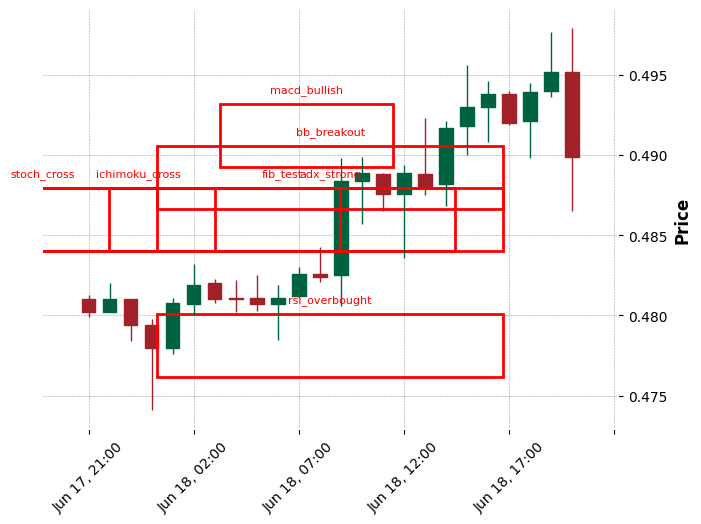 macd_bullish
bb_breakout
stoch_cross
ichimoku_cross
fib_test
adx_strong
rsi_overbought
0.495
0.490
0.485
0.480
0.475
Price
Jun 17, 21:00
Jun 18, 02:00
Jun 18, 07:00
Jun 18, 12:00
Jun 18, 17:00